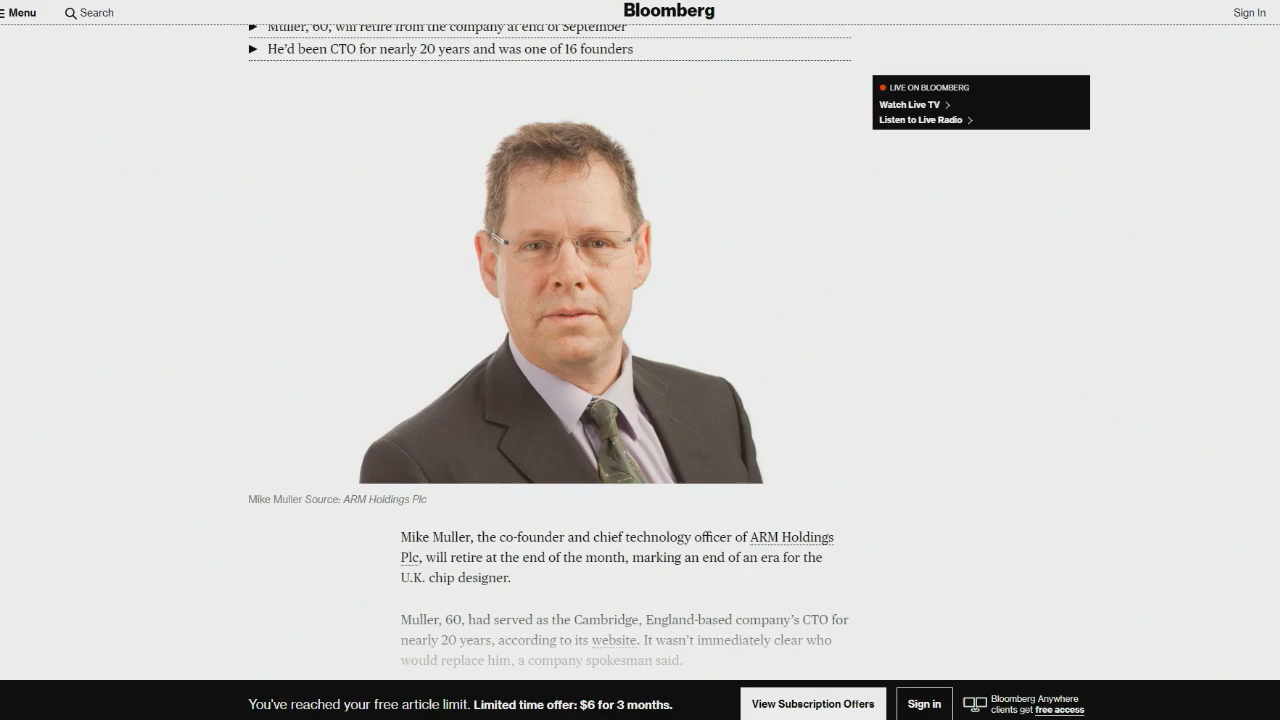 Menu
Search
Bloomberg
Sign In
Muller, 60, will retire from the company at end of September
He'd been CTO for nearly 20 years and was one of 16 founders
LIVE ON BLOOMBERG
Watch Live TV
Listen to Live Radio
Mike Muller Source: ARM Holdings Plc
Mike Muller, the co-founder and chief technology officer of ARM Holdings
Plc, will retire at the end of the month, marking an end of an era for the
U.K. chip designer.
Muller, 60, had served as the Cambridge, England-based company's CTO for
nearly 20 years, according to its website. It wasn't immediately clear who
would replace him, a company spokesman said.
You've reached your free article limit. Limited time offer: $6 for 3 months.
View Subscription Offers
Sign in
Bloomberg Anywhere
clients get free access